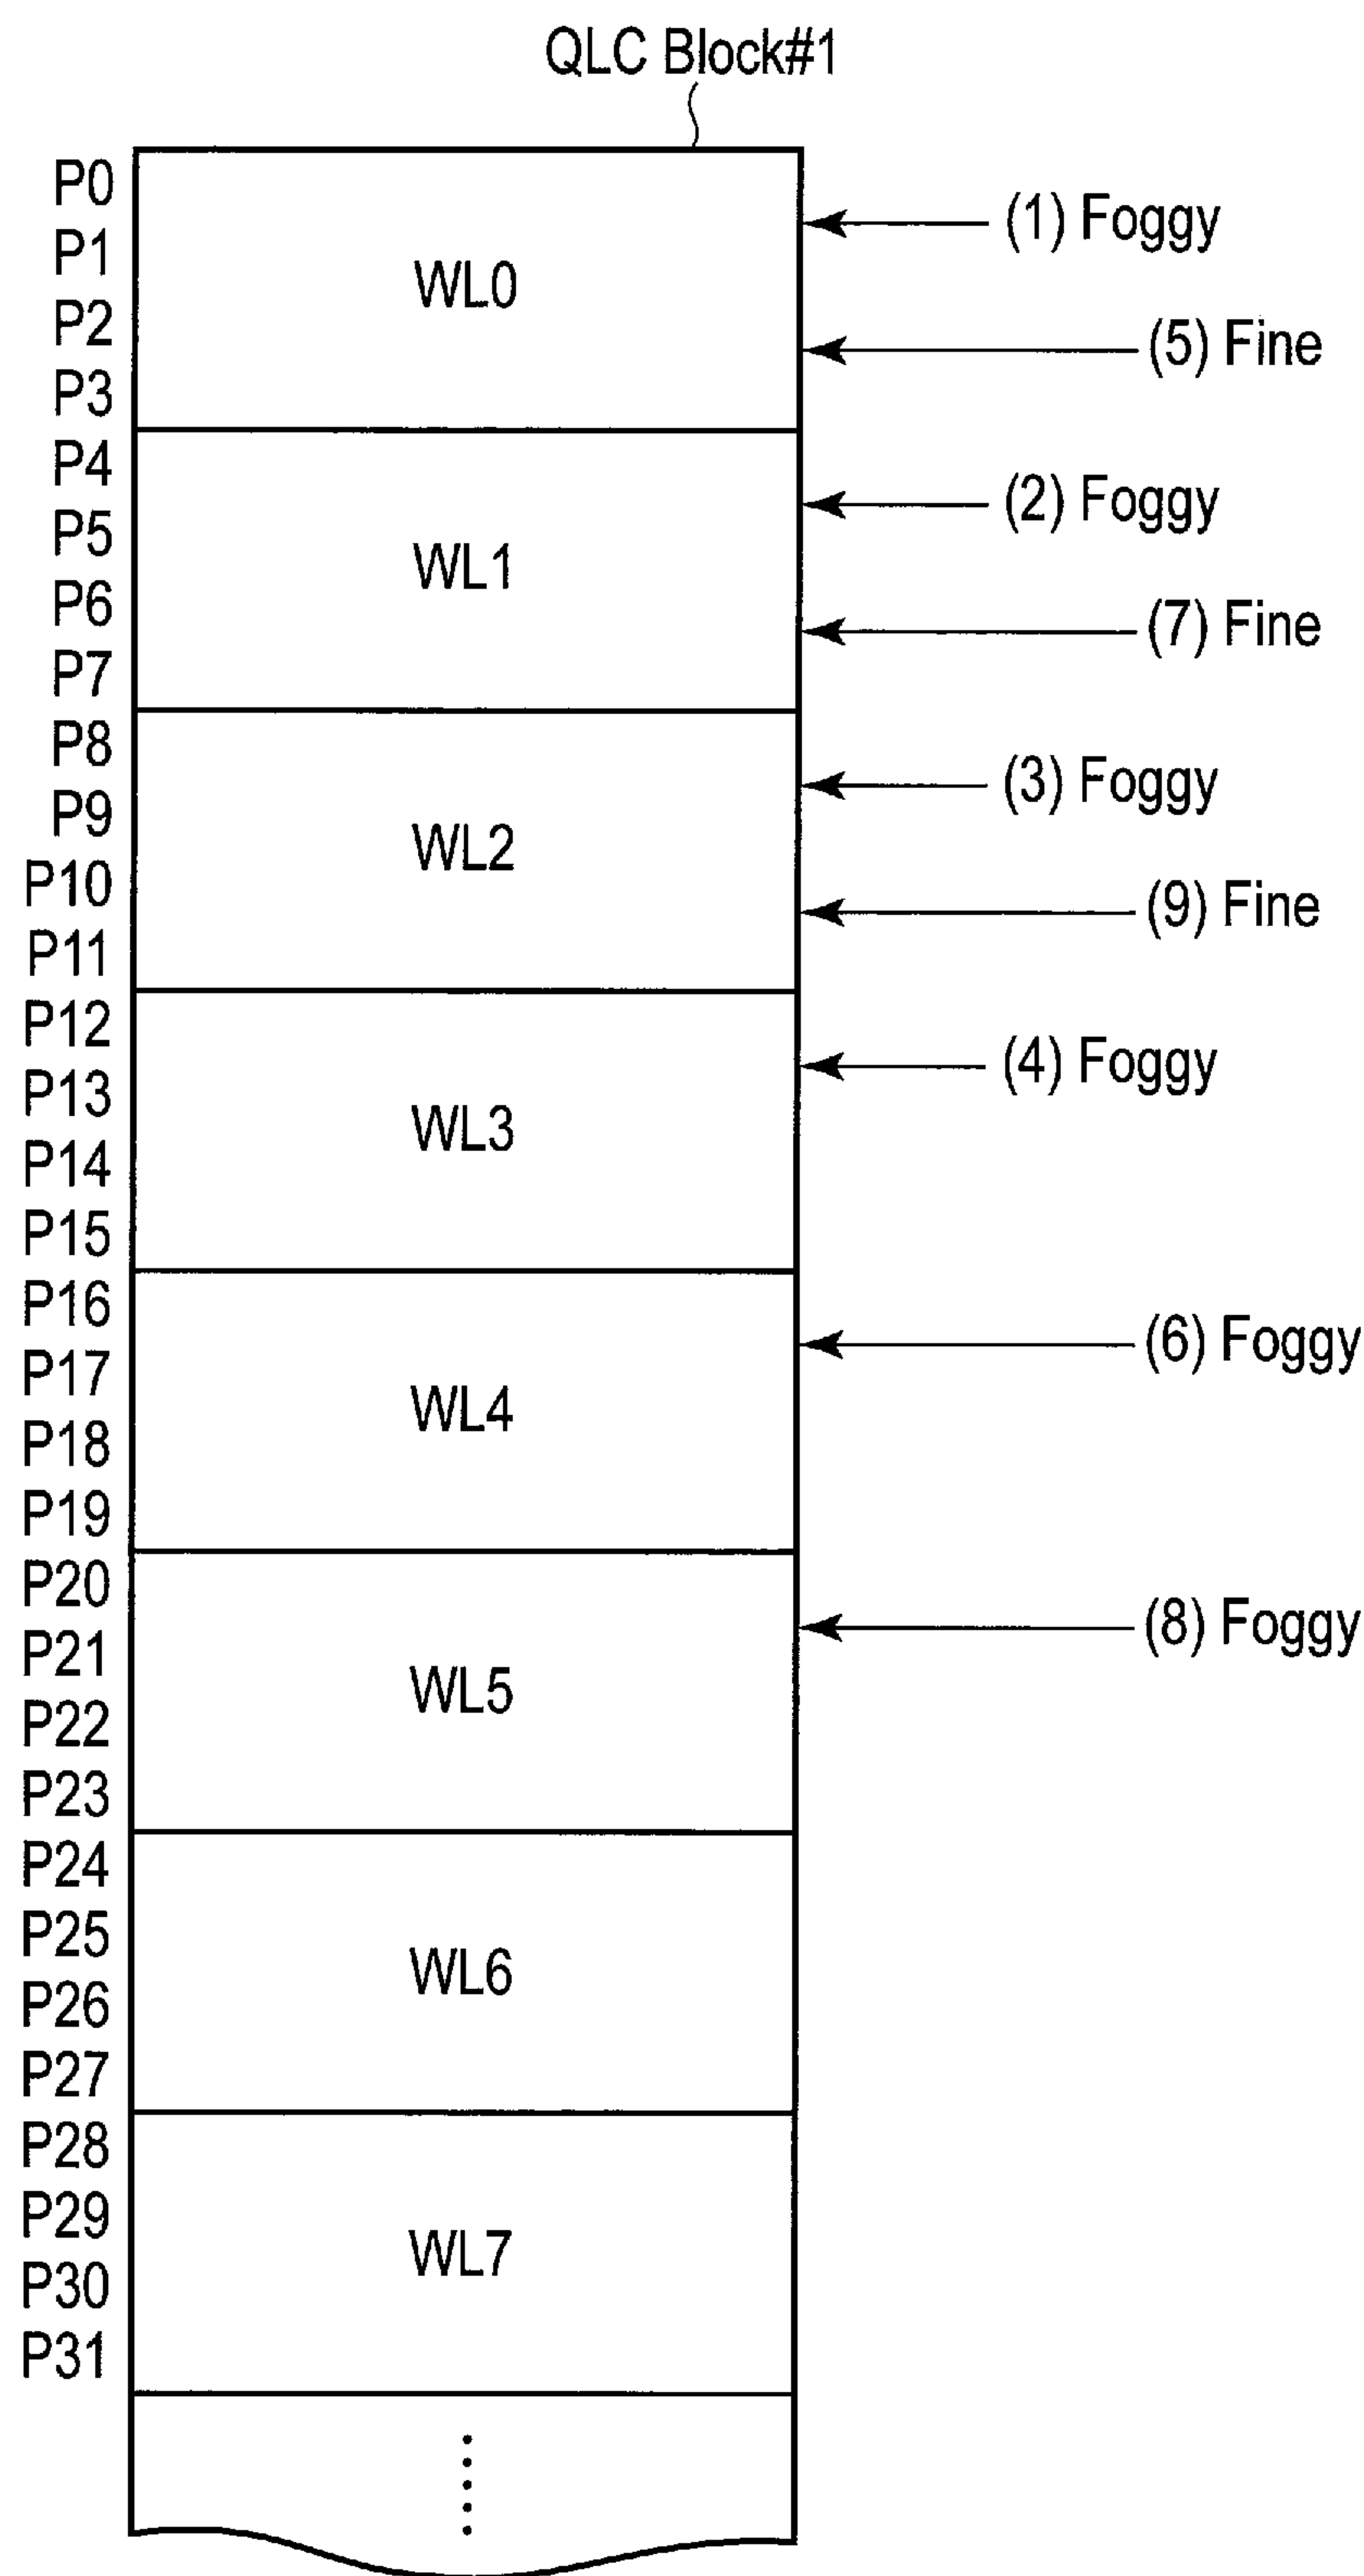 QLC Block#1
P0
(1) Foggy
P1
WL0
P2
(5) Fine
P3
P4
(2) Foggy
P5
WL1
P6
(7) Fine
P7
P8
(3) Foggy
P9
WL2
P10
(9) Fine
P11
P12
(4) Foggy
P13
WL3
P14
P15
P16
(6) Foggy
P17
WL4
P18
P19
P20
(8) Foggy
P21
WL5
P22
P23
P24
P25
WL6
P26
P27
P28
P29
WL7
P30
P31